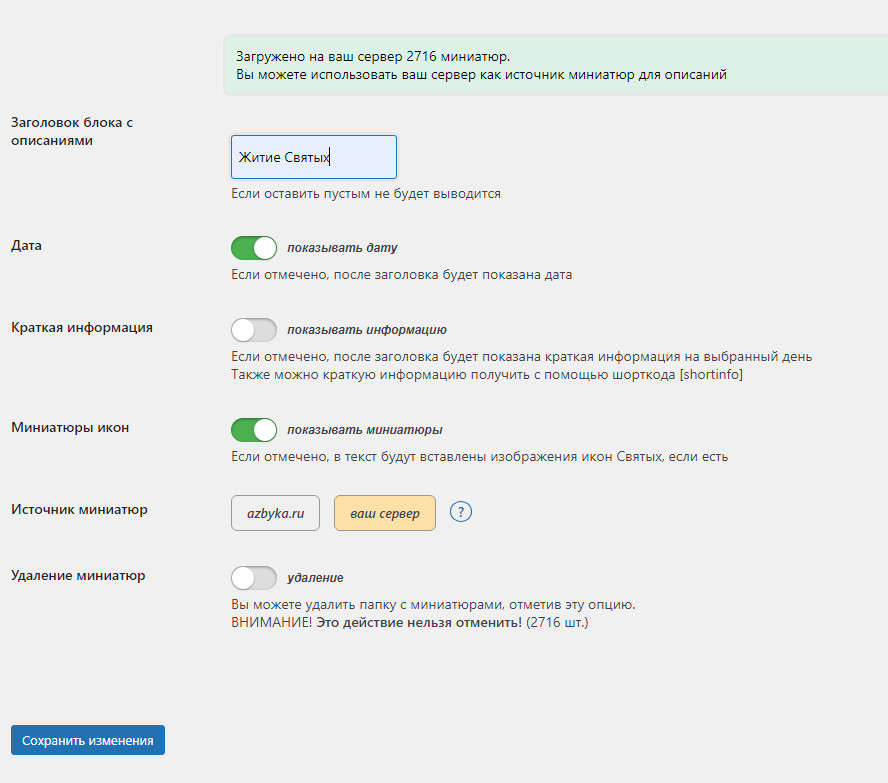 Загружено на ваш сервер 2716 миниатюр.
Вы можете использовать ваш сервер как источник миниатюр для описаний
Заголовок блока с
описаниями
Житие Святых
Если оставить пустым не будет выводится
Дата
показывать дату
Если отмечено, после заголовка будет показана дата
Краткая информация
показывать информацию
Если отмечено, после заголовка будет показана краткая информация на выбранный день
Также можно краткую информацию получить с помощью шорткода [shortinfo]
Миниатюры икон
показывать миниатюры
Если отмечено, в текст будут вставлены изображения икон Святых, если есть
Источник миниатюр
azbyka.ru
ваш сервер
?
Удаление миниатюр
удаление
Вы можете удалить папку с миниатюрами, отметив эту опцию.
ВНИМАНИЕ! Это действие нельзя отменить! (2716 шт.)
Сохранить изменения